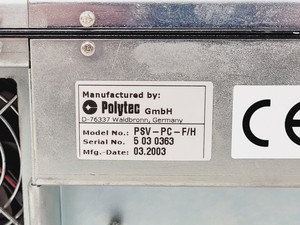 Manufactured by:
Polytec GmbH
D-76337 Waldbronn, Germany
Model No.: PSV-PC-F/H
Serial No.: 5 03 0363
Mfg.-Date: 03.2003
CE